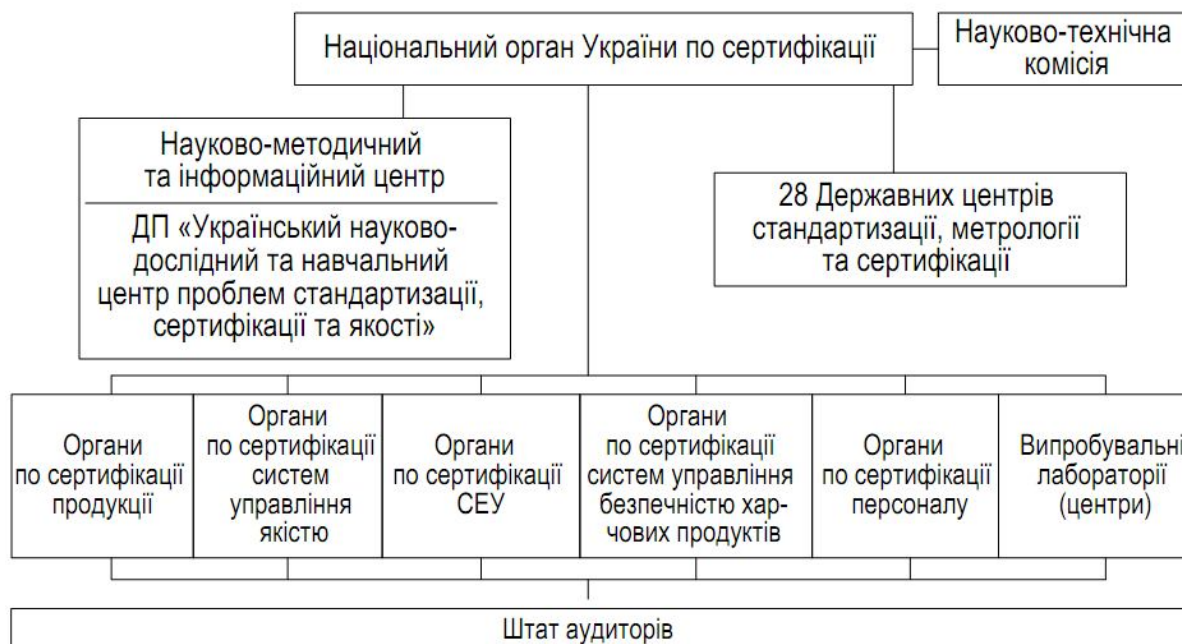 Національний орган України по сертифікації
Науково-технічна
комісія
Науково-методичний
та інформаційний центр
ДП «Український науково-
дослідний та навчальний
центр проблем стандартизації,
сертифікації та якості»
28 Державних центрів
стандартизації, метрології
та сертифікації
Органи
по сертифікації
продукції
Органи
по сертифікації
систем
управління
якістю
Органи
по сертифікації
СЕУ
Органи
по сертифікації
систем управління
безпечністю хар-
чових продуктів
Органи
по сертифікації
персоналу
Випробувальні
лабораторії
(центри)
Штат аудиторів